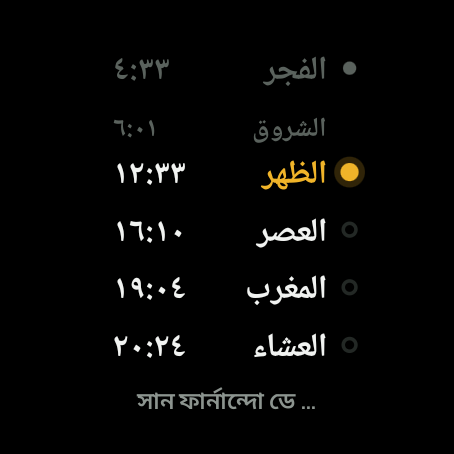 الفجر ٤:٣٣
الشروق ٦:٠١
الظهر ١٢:٣٣
العصر ١٦:١٠
المغرب ١٩:٠٤
العشاء ٢٠:٢٤
সান ফার্নান্দো ডে ...